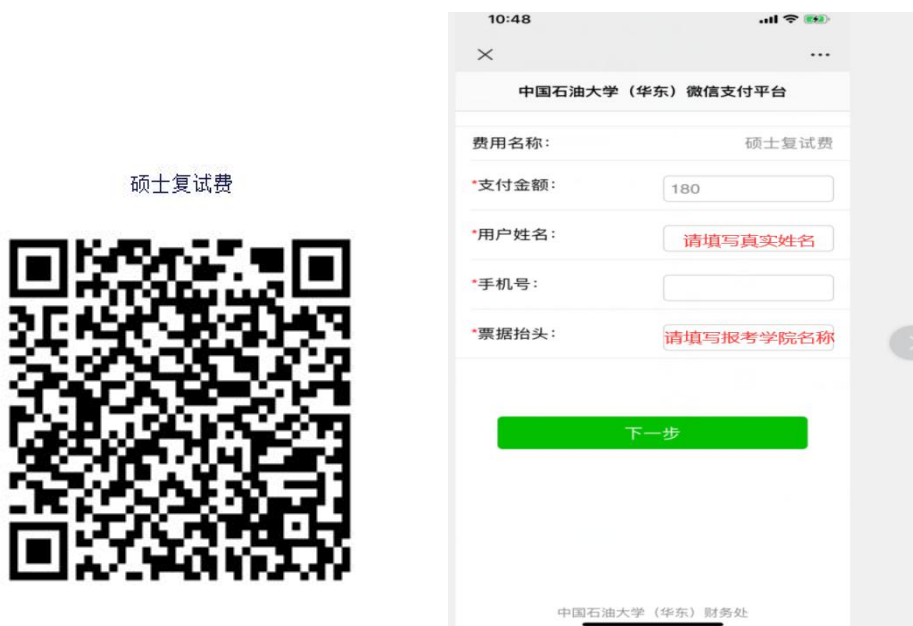 硕士复试费
10:48
中国石油大学（华东）微信支付平台
费用名称： 硕士复试费
*支付金额： 180
*用户姓名： 请填写真实姓名
*手机号：
*票据抬头： 请填写报考学院名称
下一步
中国石油大学（华东）财务处